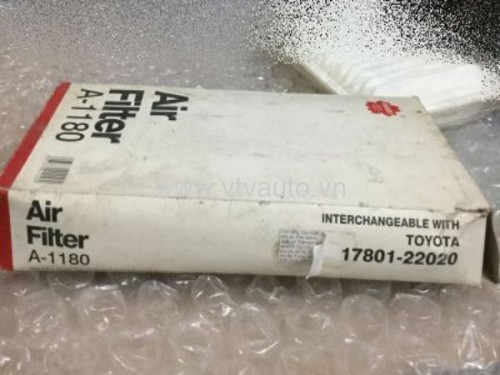 Air
Filter
A-1180
www.vtvauto.vn
Air
Filter
A-1180
INTERCHANGEABLE WITH
TOYOTA
17801-22020